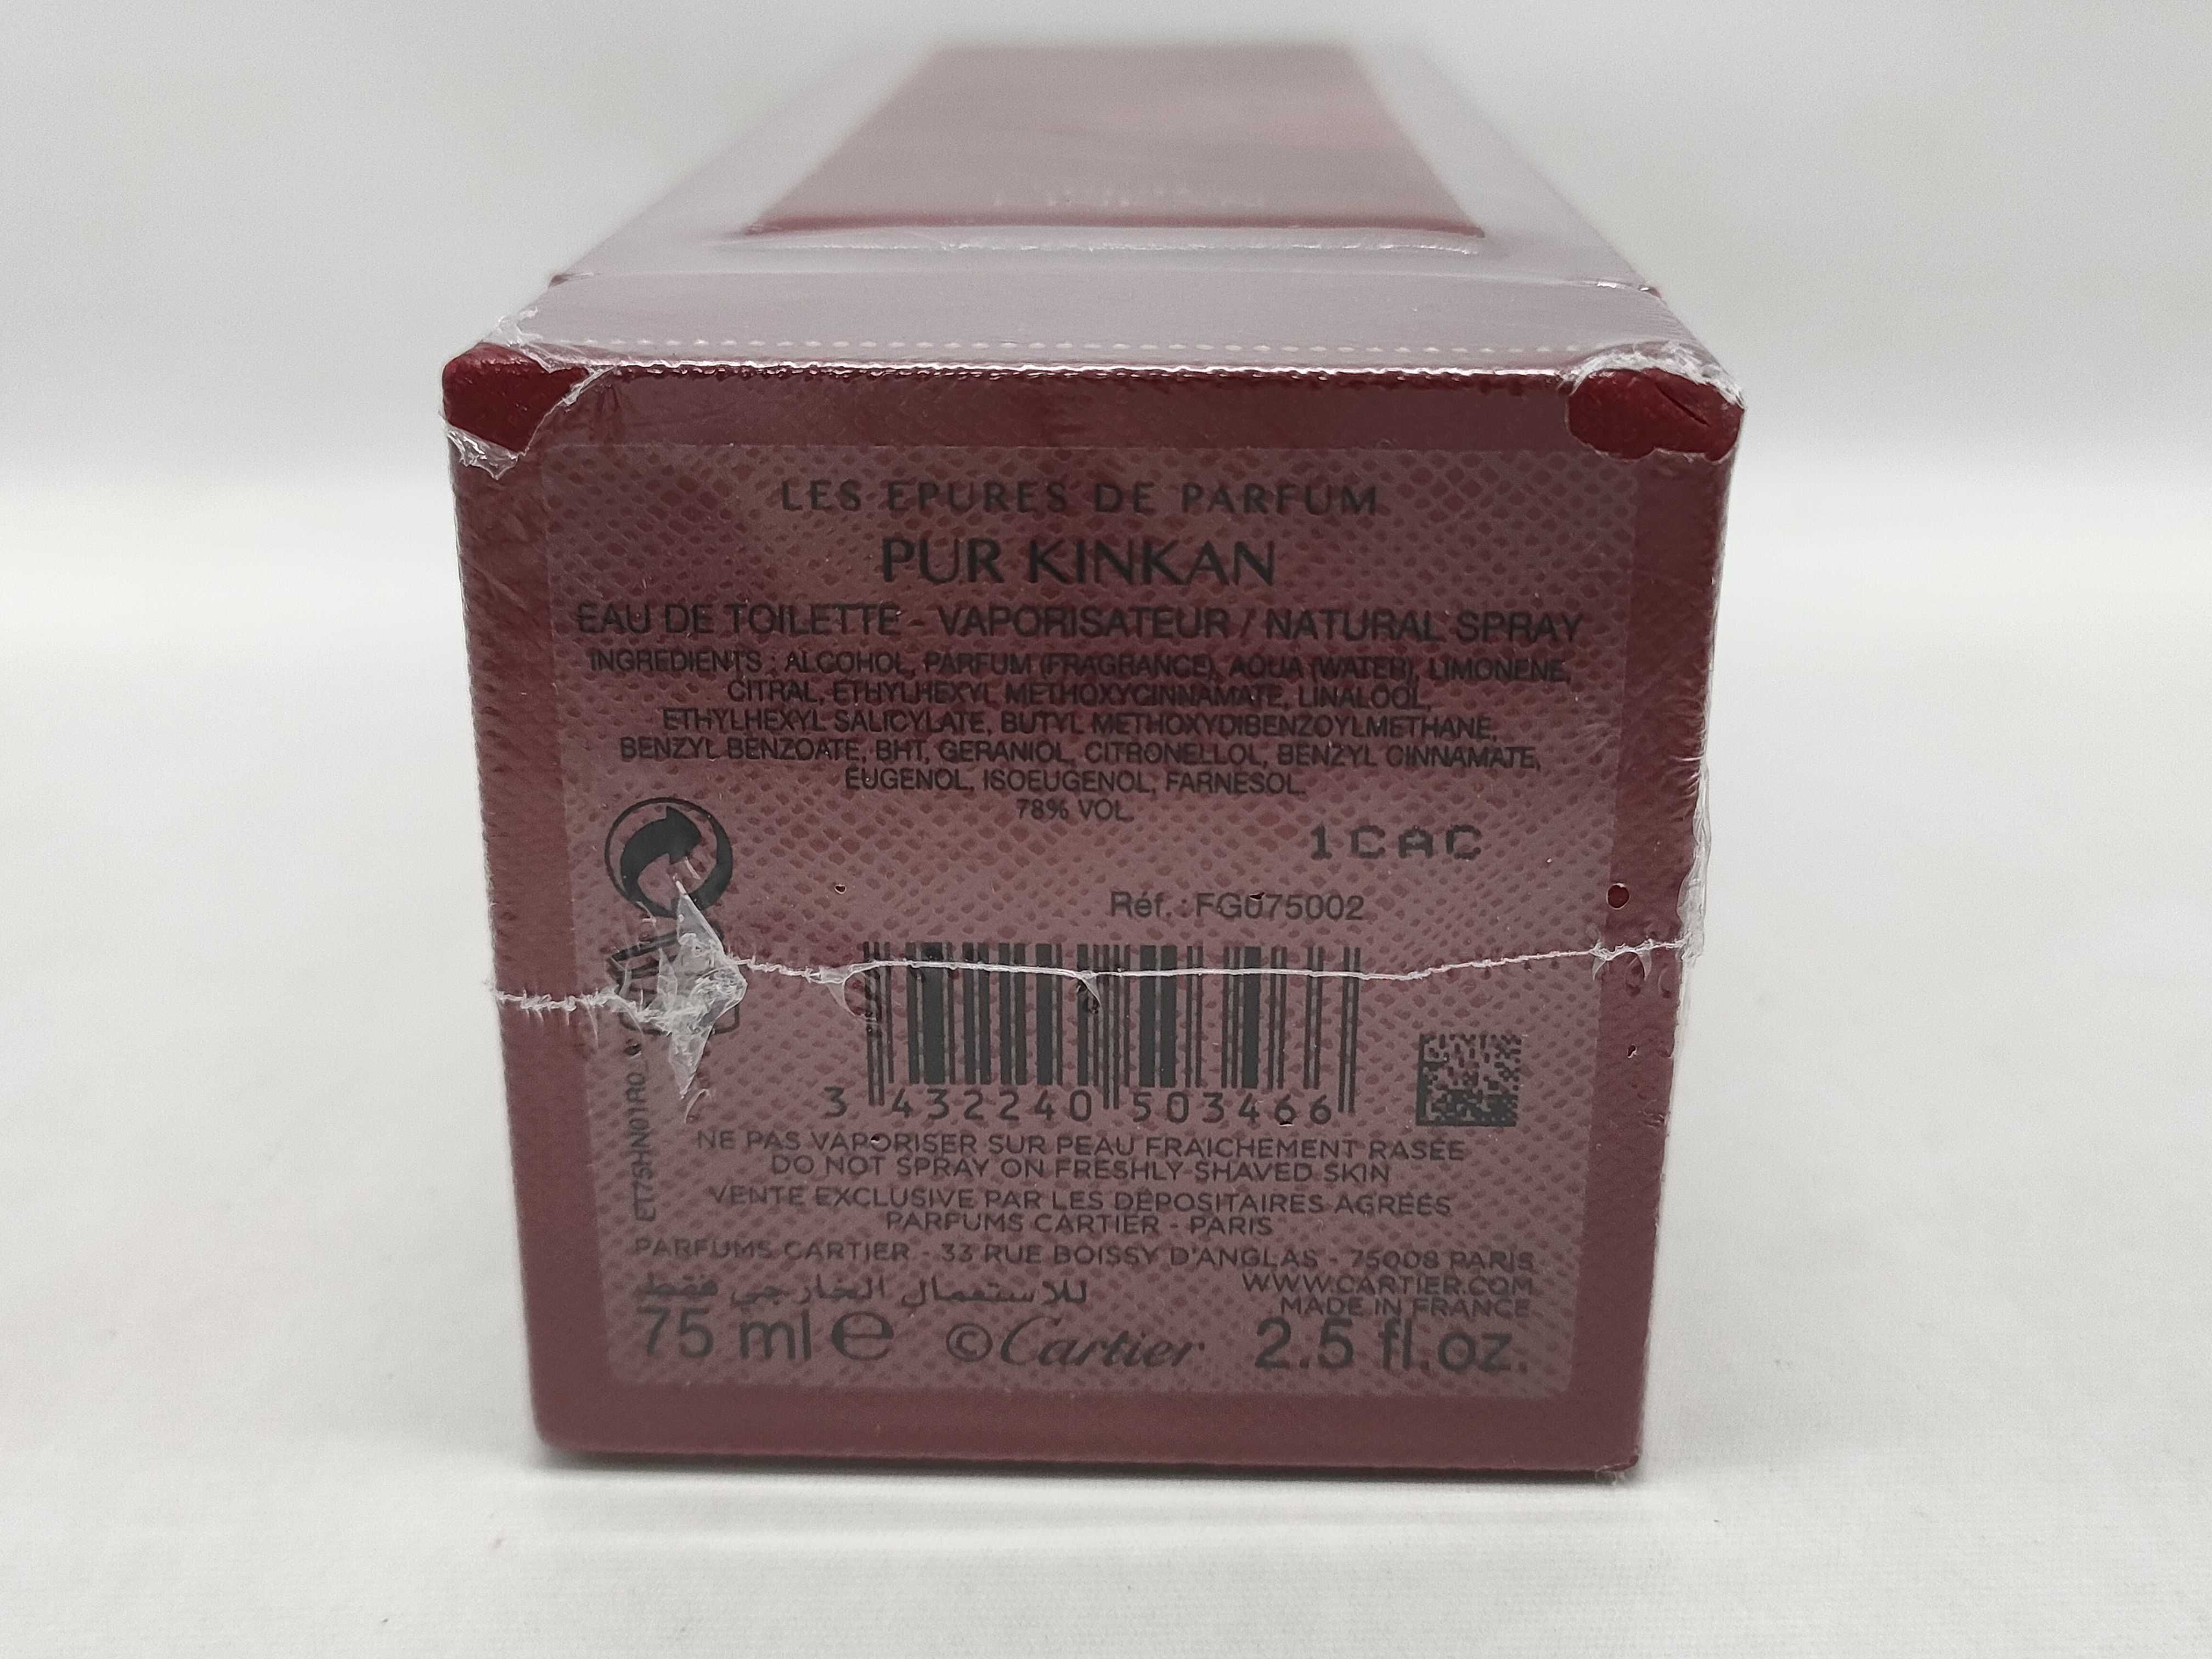 LES EPURES DE PARFUM
PUR KINKAN
EAU DE TOILETTE - VAPORISATEUR / NATURAL SPRAY
INGREDIENTS : ALCOHOL, PARFUM (FRAGRANCE), AQUA (WATER), LIMONENE,
CITRAL, ETHYLHEXYL METHOXYCINNAMATE, LINALOOL,
ETHYLHEXYL SALICYLATE, BUTYL METHOXYDIBENZOYLMETHANE,
BENZYL BENZOATE, BHT, GERANIOL, CITRONELLOL, BENZYL CINNAMATE,
EUGENOL, ISOEUGENOL, FARNESOL.
78% VOL.
1CAC
Réf. : FG075002
3 432240 503466
ET75HN01R0
NE PAS VAPORISER SUR PEAU FRAICHEMENT RASÉE
DO NOT SPRAY ON FRESHLY-SHAVED SKIN
VENTE EXCLUSIVE PAR LES DÉPOSITAIRES AGRÉÉS
PARFUMS CARTIER - PARIS
PARFUMS CARTIER - 33 RUE BOISSY D'ANGLAS - 75008 PARIS
للاستعمال الخارجي فقط
WWW.CARTIER.COM
MADE IN FRANCE
75 ml e ©Cartier 2.5 fl.oz.